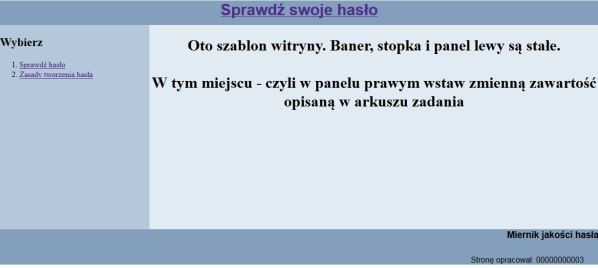 Sprawdź swoje hasło
Wybierz
1. Sprawdź hasło
2. Zasady tworzenia hasła
Oto szablon witryny. Baner, stopka i panel lewy są stałe.
W tym miejscu - czyli w panelu prawym wstaw zmienną zawartość
opisaną w arkuszu zadania
Miernik jakości hasła
Stronę opracował: 00000000003